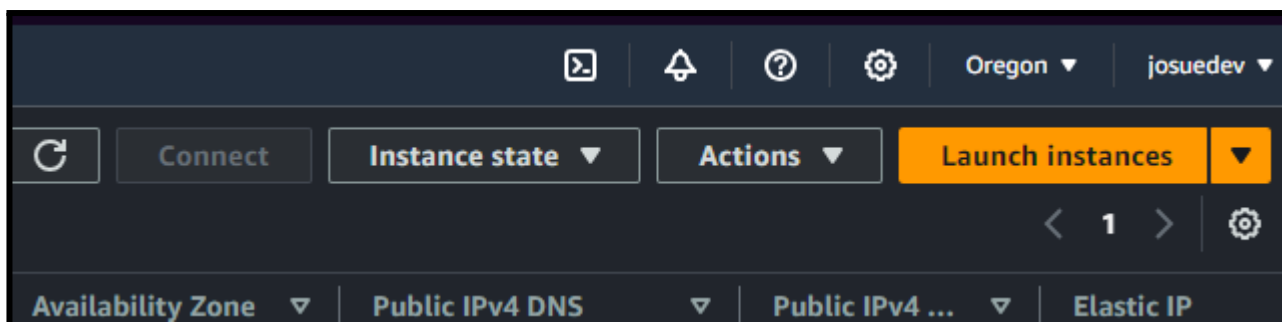 Oregon josuedev
Connect Instance state Actions Launch instances
1
Availability Zone Public IPv4 DNS Public IPv4 ... Elastic IP